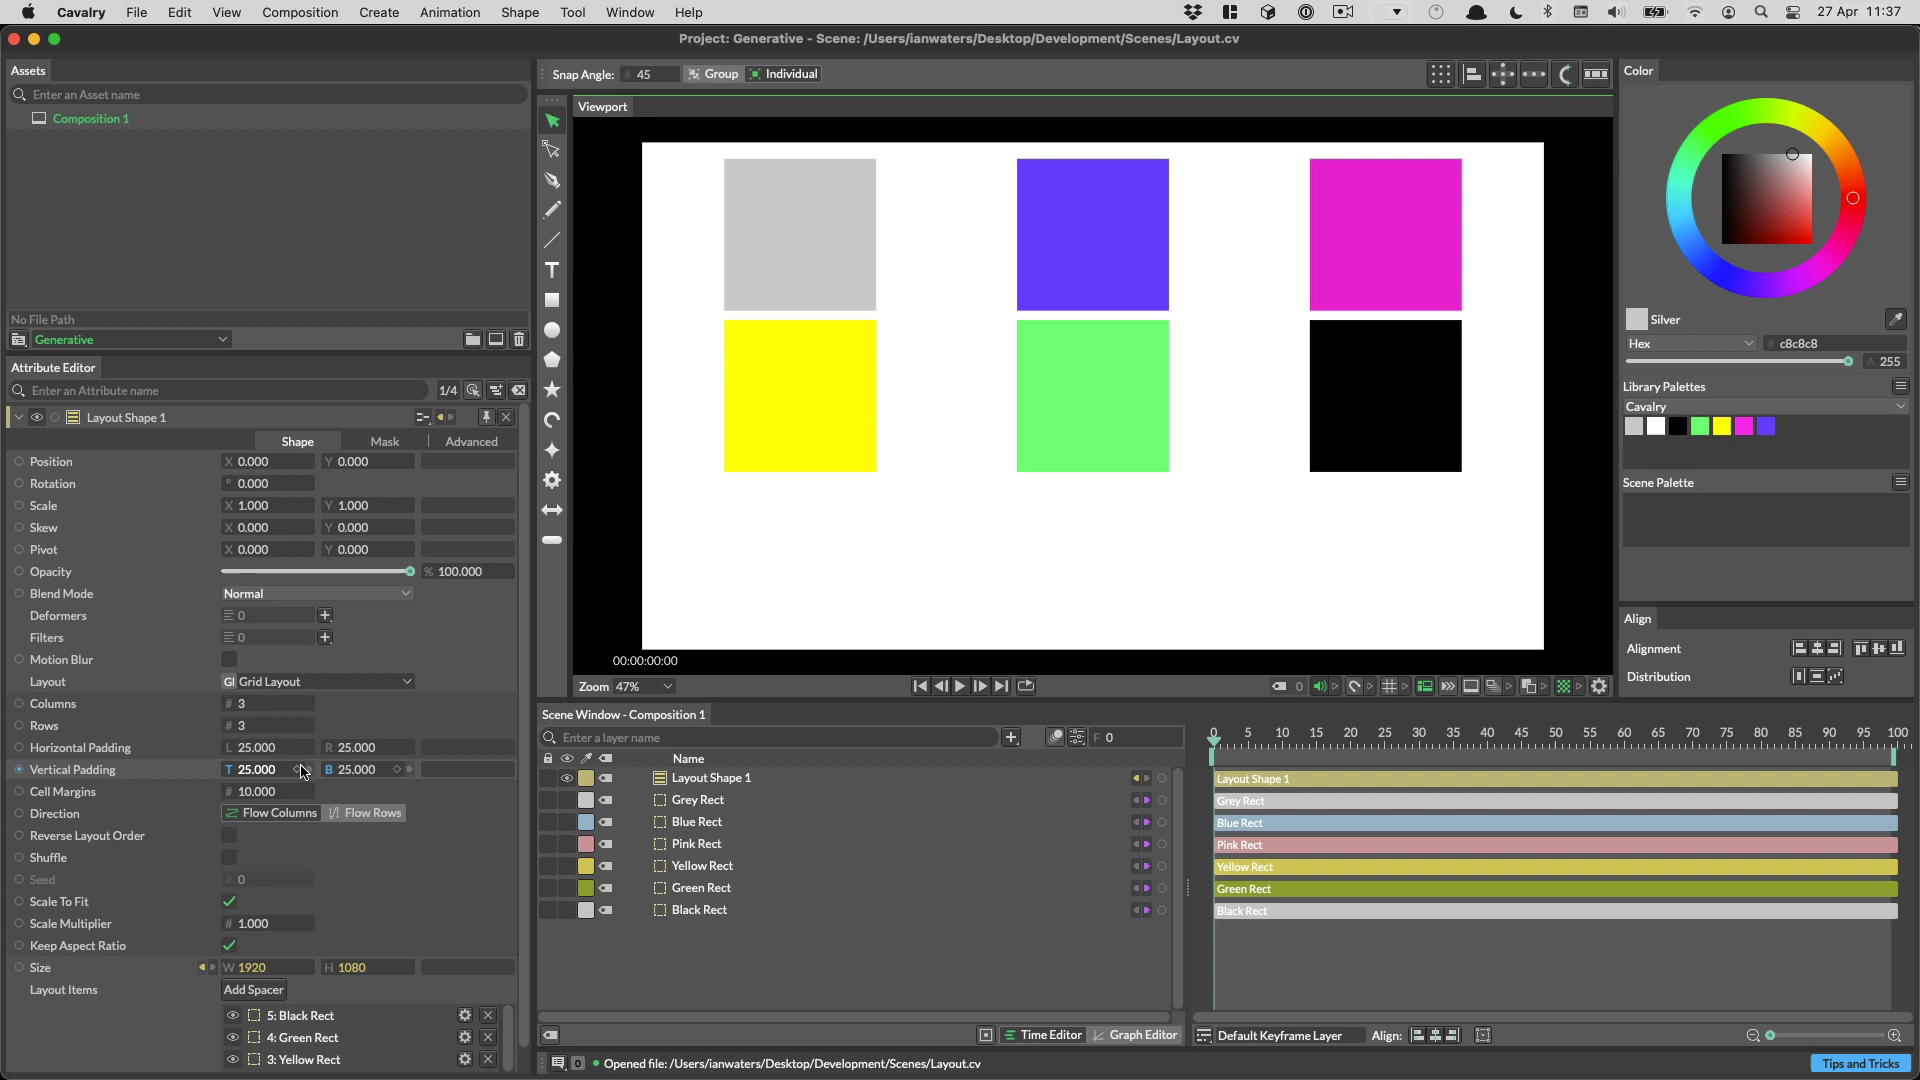 Cavalry File Edit View Composition Create Animation Shape Tool Window Help 27 Apr 11:37
Project: Generative - Scene: /Users/ianwaters/Desktop/Development/Scenes/Layout.cv
Assets
Enter an Asset name
Composition 1
No File Path
Generative
Attribute Editor
Enter an Attribute name 1/4
Layout Shape 1
Shape Mask Advanced
Position X 0.000 Y 0.000
Rotation ° 0.000
Scale X 1.000 Y 1.000
Skew X 0.000 Y 0.000
Pivot X 0.000 Y 0.000
Opacity % 100.000
Blend Mode Normal
Deformers 0
Filters 0
Motion Blur
Layout Gl Grid Layout
Columns # 3
Rows # 3
Horizontal Padding L 25.000 R 25.000
Vertical Padding T 25.000 B 25.000
Cell Margins # 10.000
Direction Flow Columns Flow Rows
Reverse Layout Order
Shuffle
Seed # 0
Scale To Fit
Scale Multiplier # 1.000
Keep Aspect Ratio
Size W 1920 H 1080
Layout Items Add Spacer
5: Black Rect
4: Green Rect
3: Yellow Rect
Snap Angle: # 45 Group Individual
Viewport
00:00:00:00
Zoom 47% 0
Scene Window - Composition 1
Enter a layer name F 0
Name
Layout Shape 1
Grey Rect
Blue Rect
Pink Rect
Yellow Rect
Green Rect
Black Rect
0 5 10 15 20 25 30 35 40 45 50 55 60 65 70 75 80 85 90 95 100
Layout Shape 1
Grey Rect
Blue Rect
Pink Rect
Yellow Rect
Green Rect
Black Rect
Time Editor Graph Editor
Default Keyframe Layer Align:
0 Opened file: /Users/ianwaters/Desktop/Development/Scenes/Layout.cv
Tips and Tricks
Color
Silver
Hex # c8c8c8
A 255
Library Palettes
Cavalry
Scene Palette
Align
Alignment
Distribution